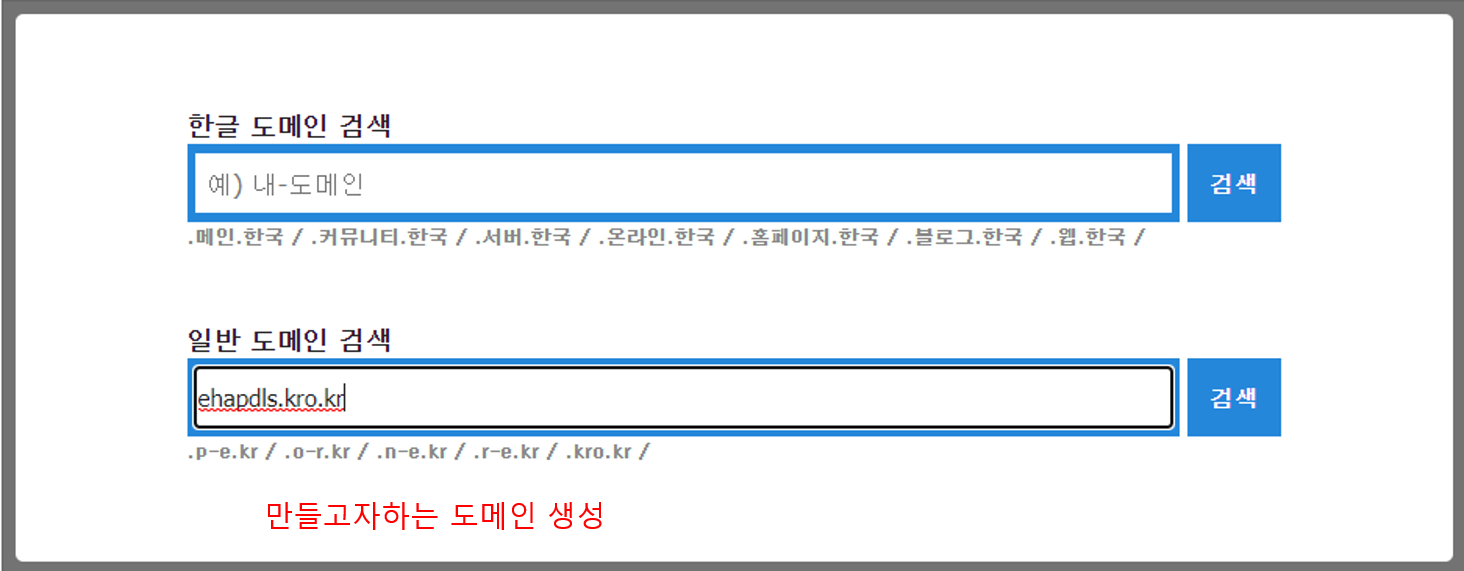 한글 도메인 검색
예) 내-도메인
검색
.메인.한국 / .커뮤니티.한국 / .서버.한국 / .온라인.한국 / .홈페이지.한국 / .블로그.한국 / .웹.한국 /
일반 도메인 검색
ehapdls.kro.kr
검색
.p-e.kr / .o-r.kr / .n-e.kr / .r-e.kr / .kro.kr /
만들고자하는 도메인 생성